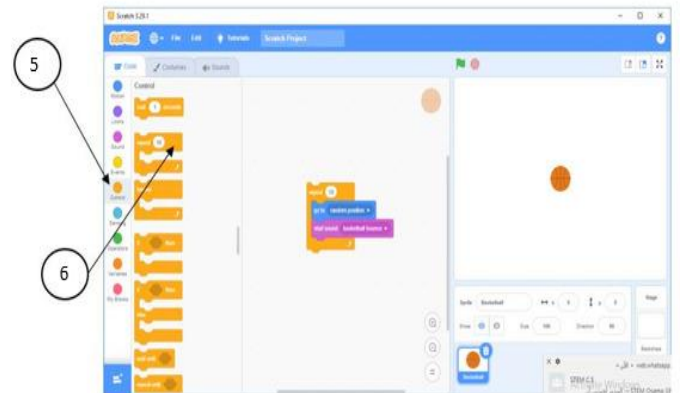 Scratch 3.29.1
File Edit Tutorials Scratch Project
Code Costumes Sounds
Motion
Looks
Sound
Events
Control
Sensing
Operators
Variables
My Blocks
5
6
Control
wait 1 seconds
repeat 10
if then
if then
else
wait until
repeat until
repeat 10
go to random position
start sound basketball bounce
Sprite Basketball x y
Show Size 100 Direction 90
Stage
Backdrops
Basketball
web.whatsapp